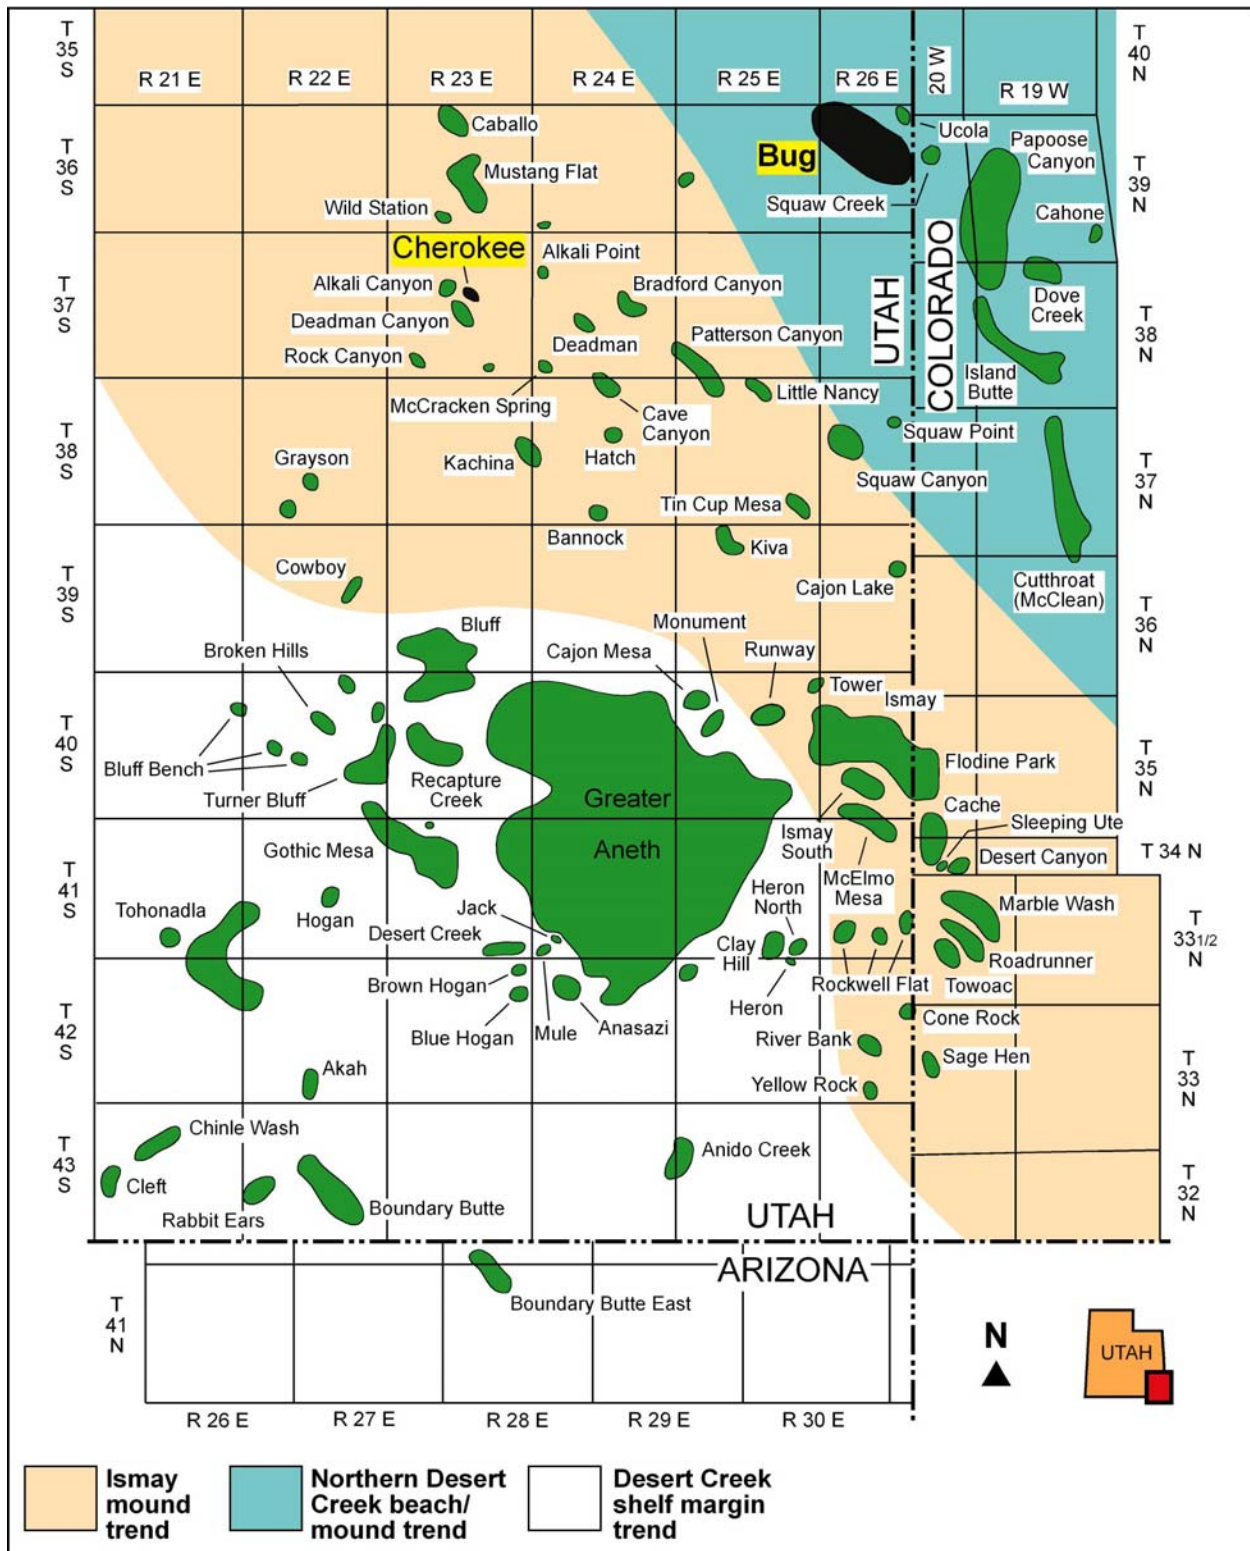 T
35
S
T
40
N
R 21 E
R 22 E
R 23 E
R 24 E
R 25 E
R 26 E
20 W
R 19 W
Caballo
Ucola
T
36
S
Bug
Papoose
Canyon
T
39
N
Mustang Flat
Wild Station
Squaw Creek
Cahone
Cherokee
Alkali Point
T
37
S
Alkali Canyon
Bradford Canyon
UTAH
COLORADO
Dove
Creek
T
38
N
Deadman Canyon
Deadman
Patterson Canyon
Rock Canyon
Island
Butte
McCracken Spring
Little Nancy
Cave
Canyon
T
38
S
Squaw Point
Grayson
Kachina
Hatch
Squaw Canyon
T
37
N
Tin Cup Mesa
Bannock
Kiva
T
39
S
Cowboy
Cajon Lake
Cutthroat
(McClean)
T
36
N
Monument
Bluff
Broken Hills
Cajon Mesa
Runway
Tower
Ismay
T
40
S
T
35
N
Bluff Bench
Recapture
Creek
Flodine Park
Turner Bluff
Greater
Aneth
Cache
Sleeping Ute
Ismay
South
Gothic Mesa
Desert Canyon
T 34 N
T
41
S
McElmo
Mesa
Heron
North
Marble Wash
T
33 1/2
N
Tohonadla
Hogan
Jack
Desert Creek
Clay
Hill
Roadrunner
Brown Hogan
Rockwell Flat
Towoac
Heron
T
42
S
Blue Hogan
Mule
Anasazi
Cone Rock
River Bank
Sage Hen
T
33
N
Akah
Yellow Rock
T
43
S
Chinle Wash
Anido Creek
Cleft
T
32
N
Rabbit Ears
Boundary Butte
UTAH
ARIZONA
T
41
N
Boundary Butte East
N
UTAH
R 26 E
R 27 E
R 28 E
R 29 E
R 30 E
Ismay
mound
trend
Northern Desert
Creek beach/
mound trend
Desert Creek
shelf margin
trend